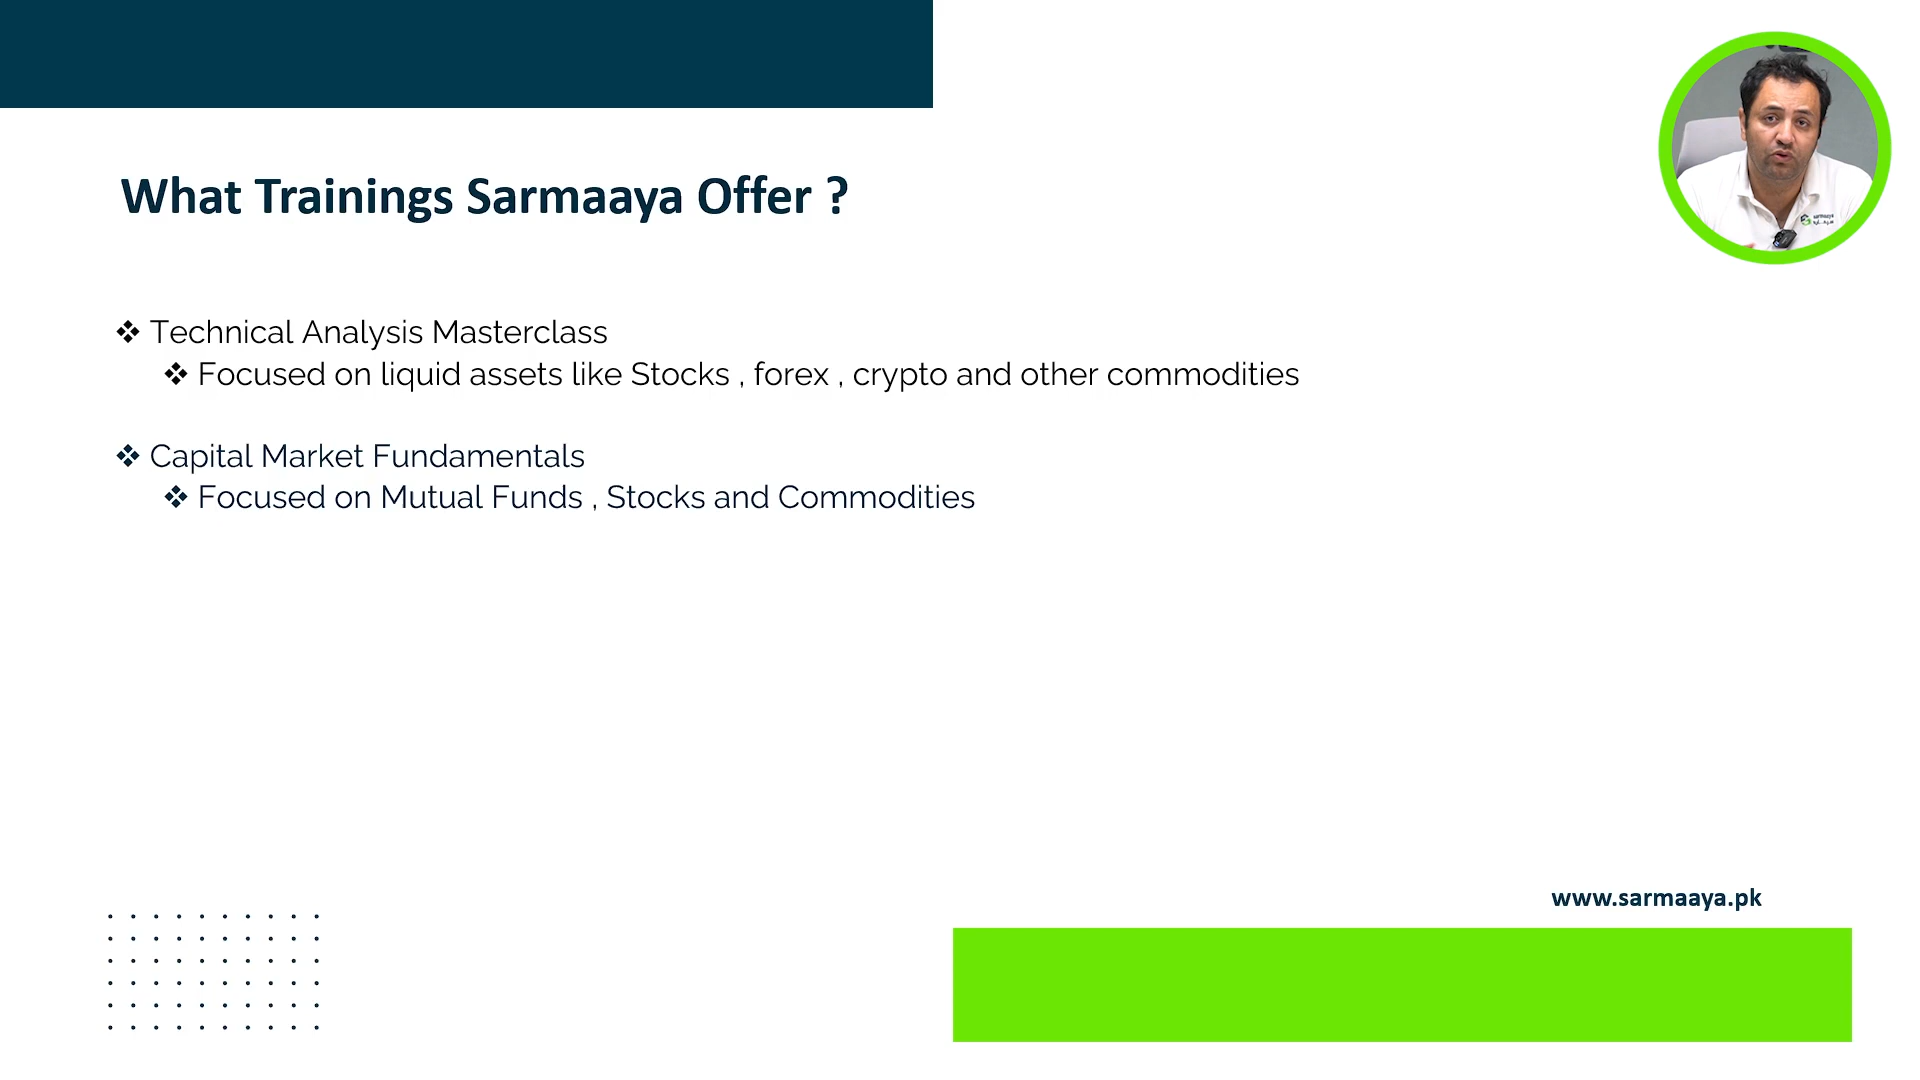 What Trainings Sarmaaya Offer ?
❖ Technical Analysis Masterclass
❖ Focused on liquid assets like Stocks , forex , crypto and other commodities
❖ Capital Market Fundamentals
❖ Focused on Mutual Funds , Stocks and Commodities
www.sarmaaya.pk
sarmaaya